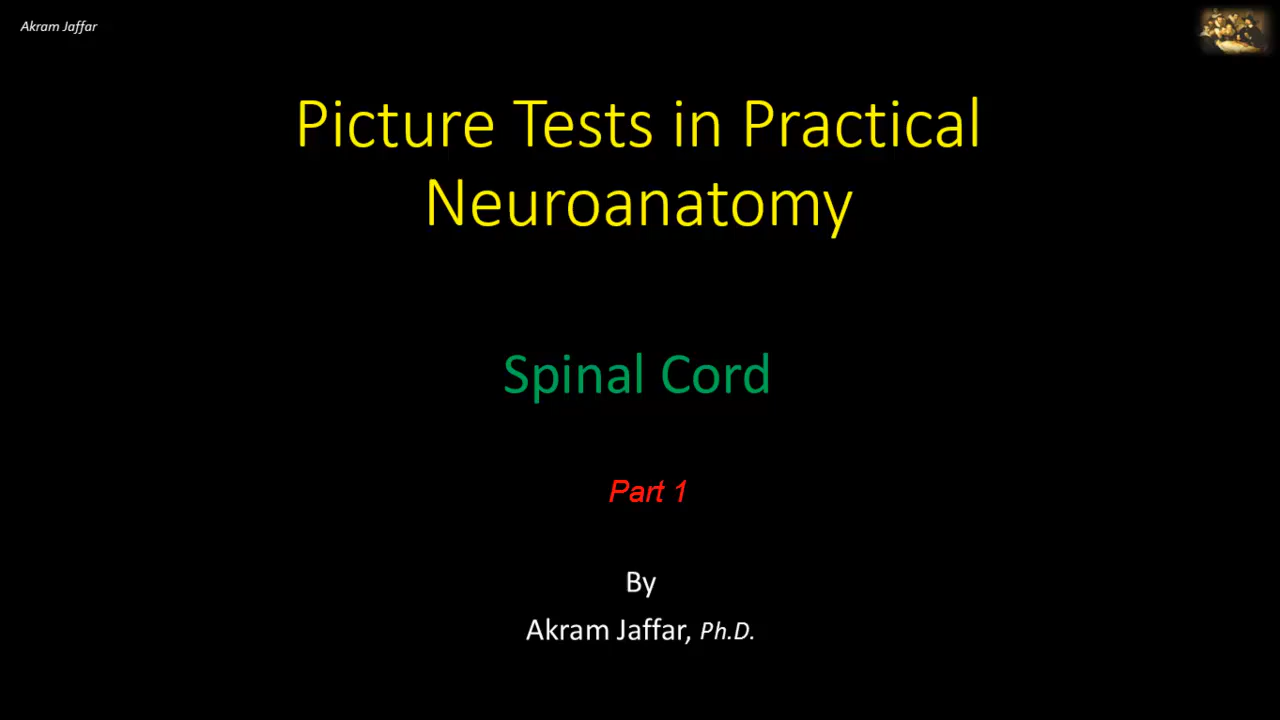 Akram Jaffar
Picture Tests in Practical
Neuroanatomy
Spinal Cord
Part 1
By
Akram Jaffar, Ph.D.